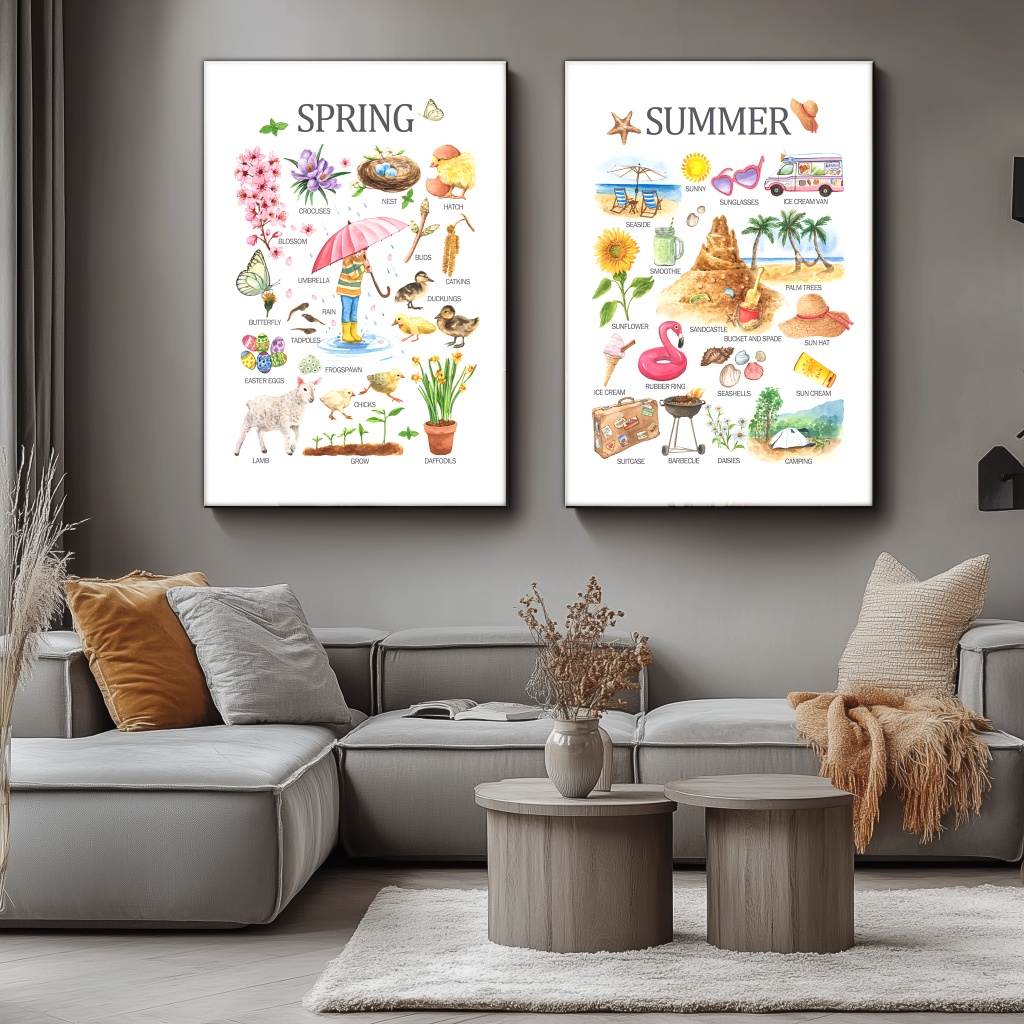 SPRING
CROCUSES
NEST
HATCH
BLOSSOM
BUDS
UMBRELLA
CATKINS
DUCKLINGS
BUTTERFLY
RAIN
TADPOLES
FROGSPAWN
EASTER EGGS
CHICKS
LAMB
GROW
DAFFODILS
SUMMER
SUNNY
SUNGLASSES
ICE CREAM VAN
SEASIDE
SMOOTHIE
PALM TREES
SUNFLOWER
SANDCASTLE
BUCKET AND SPADE
SUN HAT
ICE CREAM
RUBBER RING
SEASHELLS
SUN CREAM
SUITCASE
BARBECUE
DAISIES
CAMPING